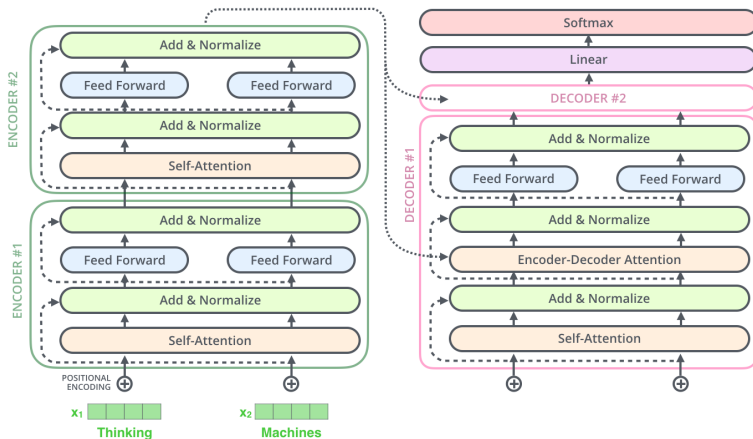 ENCODER #2
Add & Normalize
Feed Forward
Feed Forward
Add & Normalize
Self-Attention
ENCODER #1
Add & Normalize
Feed Forward
Feed Forward
Add & Normalize
Self-Attention
POSITIONAL
ENCODING
x₁
x₂
Thinking
Machines
Softmax
Linear
DECODER #2
DECODER #1
Add & Normalize
Feed Forward
Feed Forward
Add & Normalize
Encoder-Decoder Attention
Add & Normalize
Self-Attention